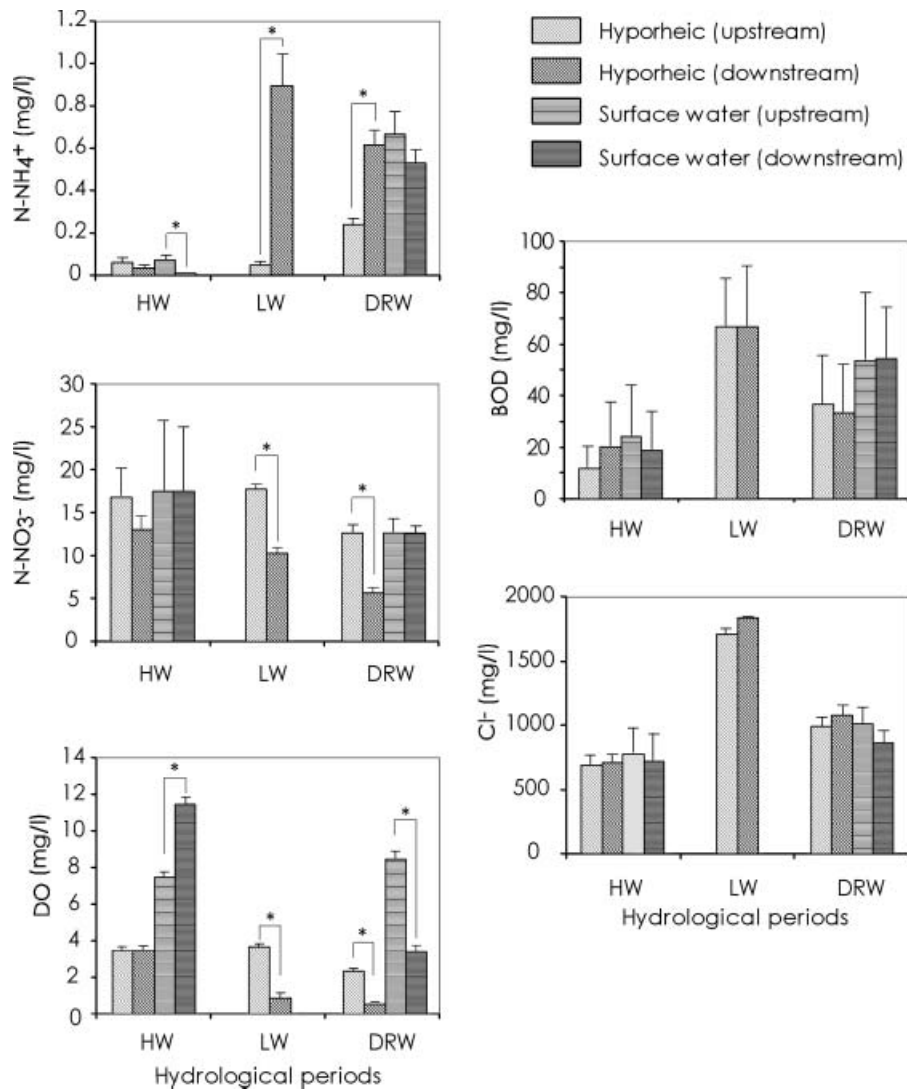 N-NH4+ (mg/l)
1.2
1.0
0.8
0.6
0.4
0.2
0
*
*
*
HW
LW
DRW
Hyporheic (upstream)
Hyporheic (downstream)
Surface water (upstream)
Surface water (downstream)
N-NO3- (mg/l)
30
25
20
15
10
5
0
*
*
HW
LW
DRW
BOD (mg/l)
100
80
60
40
20
0
HW
LW
DRW
DO (mg/l)
14
12
10
8
6
4
2
0
*
*
*
*
HW
LW
DRW
Hydrological periods
Cl- (mg/l)
2000
1500
1000
500
0
HW
LW
DRW
Hydrological periods